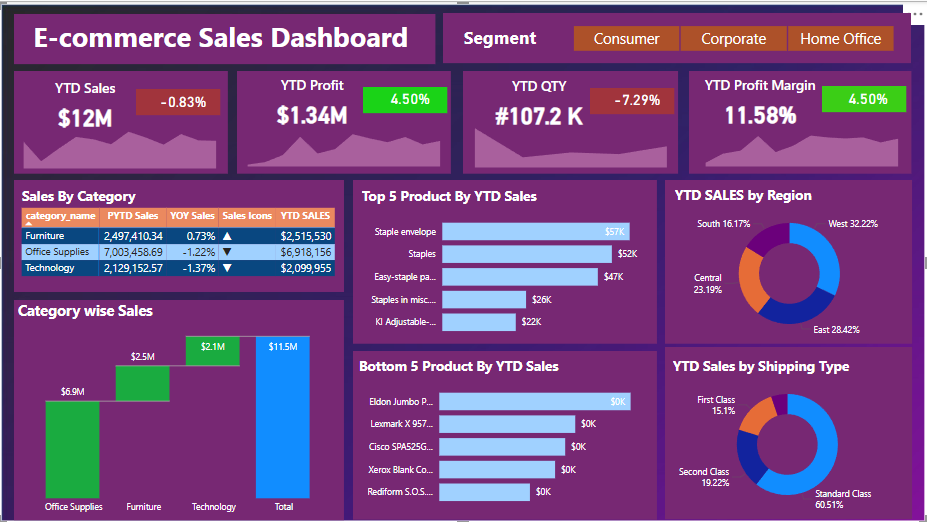 E-commerce Sales Dashboard
Segment
Consumer
Corporate
Home Office
YTD Sales
-0.83%
$12M
YTD Profit
4.50%
$1.34M
YTD QTY
-7.29%
#107.2 K
YTD Profit Margin
4.50%
11.58%
Sales By Category
category_name PYTD Sales YOY Sales Sales Icons YTD SALES
Furniture 2,497,410.34 0.73% ▲ $2,515,530
Office Supplies 7,003,458.69 -1.22% ▼ $6,918,156
Technology 2,129,152.57 -1.37% ▼ $2,099,955
Category wise Sales
$6.9M
$2.5M
$2.1M
$11.5M
Office Supplies
Furniture
Technology
Total
Top 5 Product By YTD Sales
Staple envelope $57K
Staples $52K
Easy-staple pa... $47K
Staples in misc.... $26K
KI Adjustable-... $22K
Bottom 5 Product By YTD Sales
Eldon Jumbo P... $0K
Lexmark X 957... $0K
Cisco SPA525G... $0K
Xerox Blank Co... $0K
Rediform S.O.S.... $0K
YTD SALES by Region
South 16.17%
West 32.22%
Central
23.19%
East 28.42%
YTD Sales by Shipping Type
First Class
15.1%
Second Class
19.22%
Standard Class
60.51%